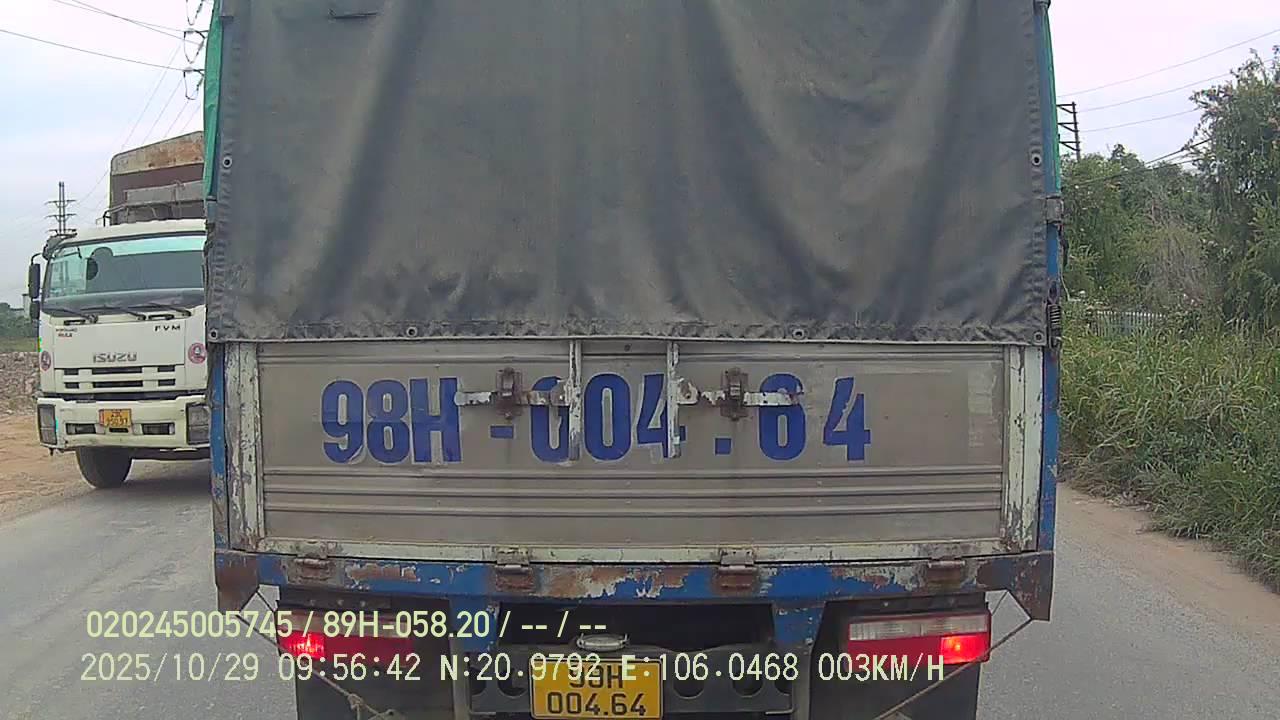 FVM
ISUZU
98H-004.64
020245005745 / 89H-058.20 / -- / --
2025/10/29 09:56:42 N:20.9792 E:106.0468 003KM/H
98H
004.64